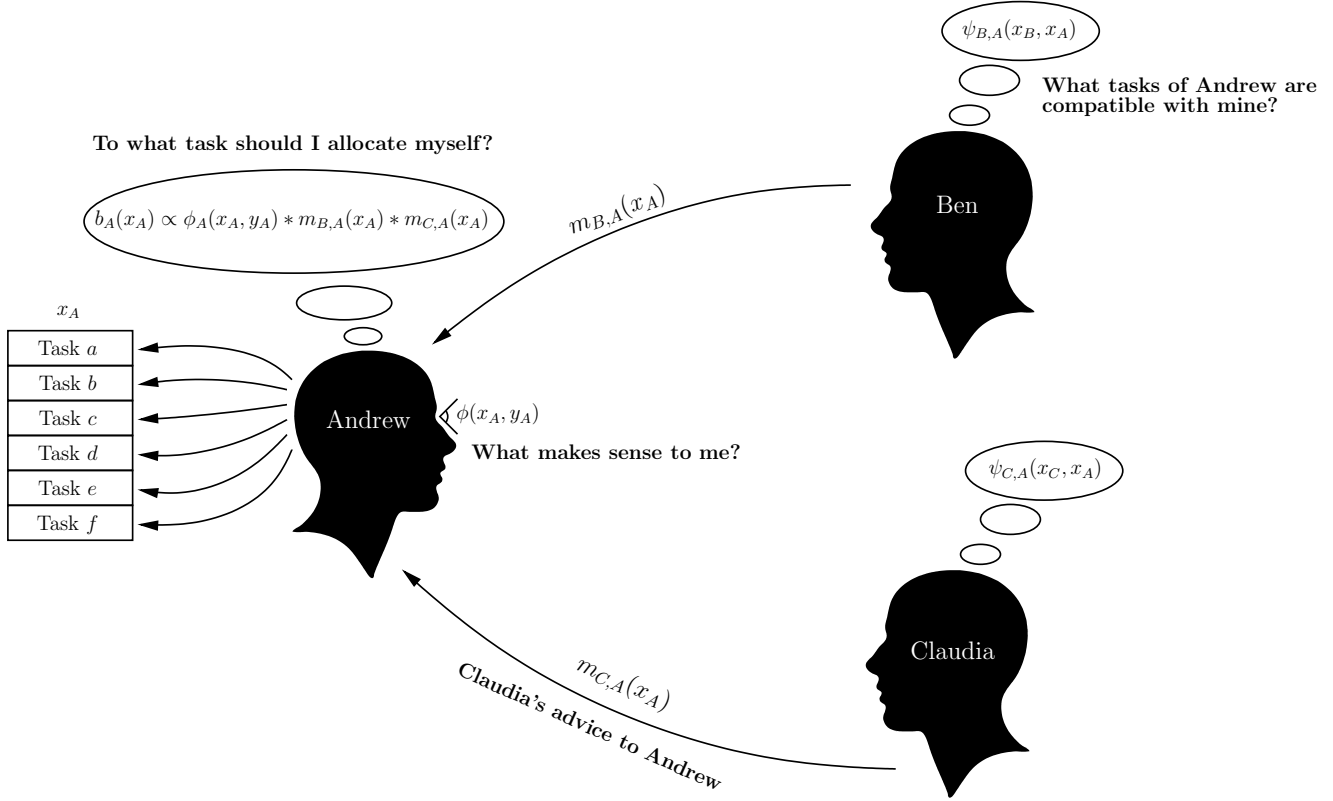 ψ_{B,A}(x_B, x_A)
What tasks of Andrew are
compatible with mine?
To what task should I allocate myself?
b_A(x_A) ∝ ϕ_A(x_A, y_A) ∗ m_{B,A}(x_A) ∗ m_{C,A}(x_A)
m_{B,A}(x_A)
Ben
x_A
Task a
Task b
Task c
Task d
Task e
Task f
Andrew
ϕ(x_A, y_A)
What makes sense to me?
ψ_{C,A}(x_C, x_A)
Claudia
m_{C,A}(x_A)
Claudia's advice to Andrew